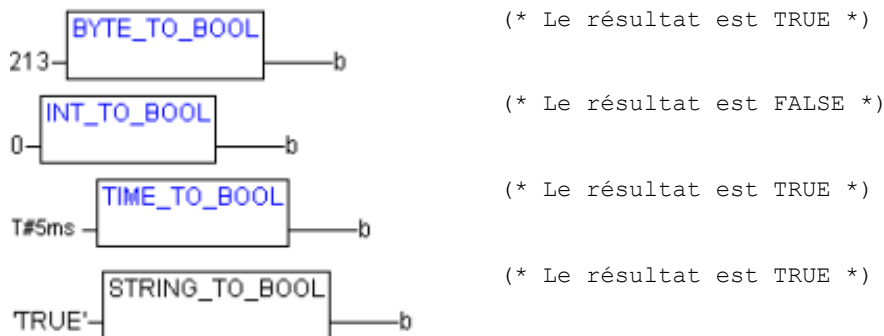 BYTE_TO_BOOL (* Le résultat est TRUE *)
213 b
INT_TO_BOOL (* Le résultat est FALSE *)
0 b
TIME_TO_BOOL (* Le résultat est TRUE *)
T#5ms b
STRING_TO_BOOL (* Le résultat est TRUE *)
'TRUE' b